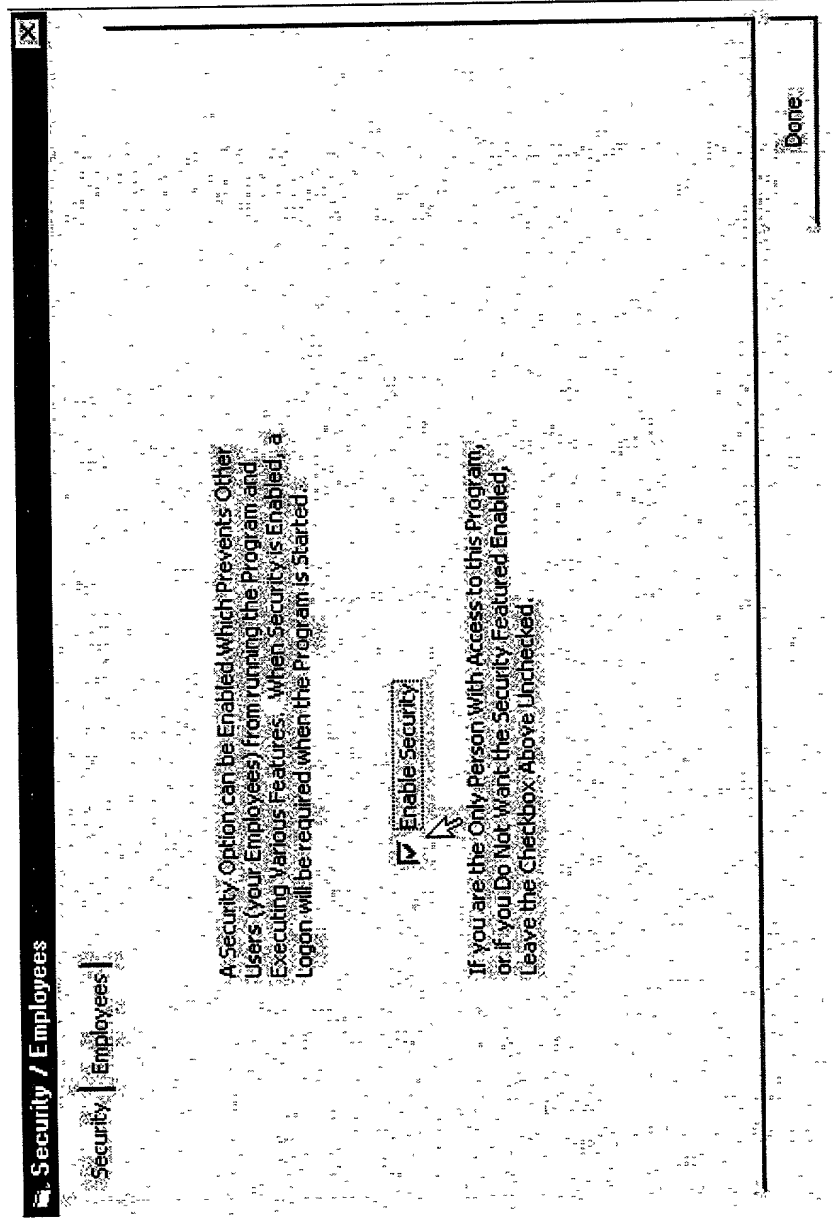 Security / Employees
Security Employees
A Security Option can be Enabled which Prevents Other
Users (your Employees) from running the Program and
Executing Various Features. When Security is Enabled, a
Logon will be required when the Program is Started.
Enable Security
If you are the Only Person With Access to this Program,
or if you Do Not Want the Security Featured Enabled,
Leave the Checkbox Above Unchecked.
Done